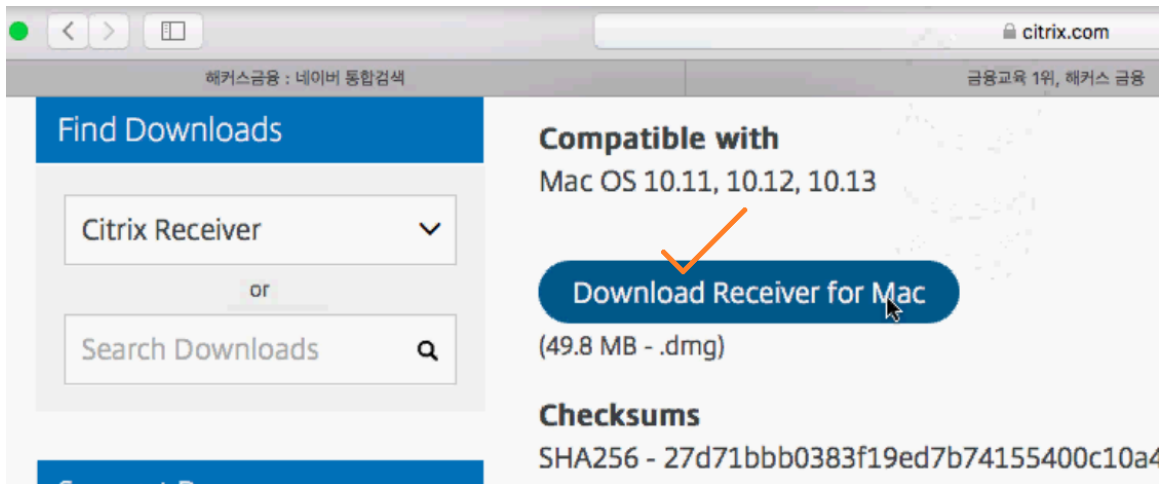 citrix.com
해커스금융 : 네이버 통합검색
금융교육 1위, 해커스 금융
Find Downloads
Citrix Receiver
or
Search Downloads
Compatible with
Mac OS 10.11, 10.12, 10.13
Download Receiver for Mac
(49.8 MB - .dmg)
Checksums
SHA256 - 27d71bbb0383f19ed7b74155400c10a4